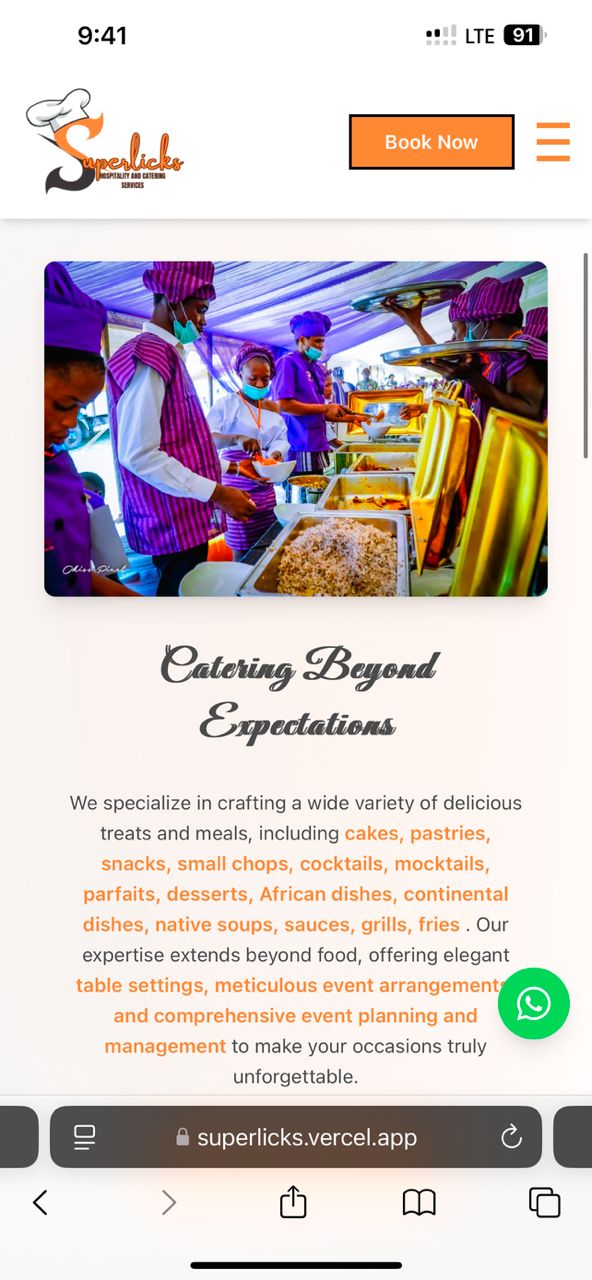 9:41
LTE 91
Superlicks
HOSPITALITY AND CATERING
SERVICES
Book Now
Okiss Pixel
Catering Beyond
Expectations
We specialize in crafting a wide variety of delicious
treats and meals, including cakes, pastries,
snacks, small chops, cocktails, mocktails,
parfaits, desserts, African dishes, continental
dishes, native soups, sauces, grills, fries . Our
expertise extends beyond food, offering elegant
table settings, meticulous event arrangements
and comprehensive event planning and
management to make your occasions truly
unforgettable.
superlicks.vercel.app